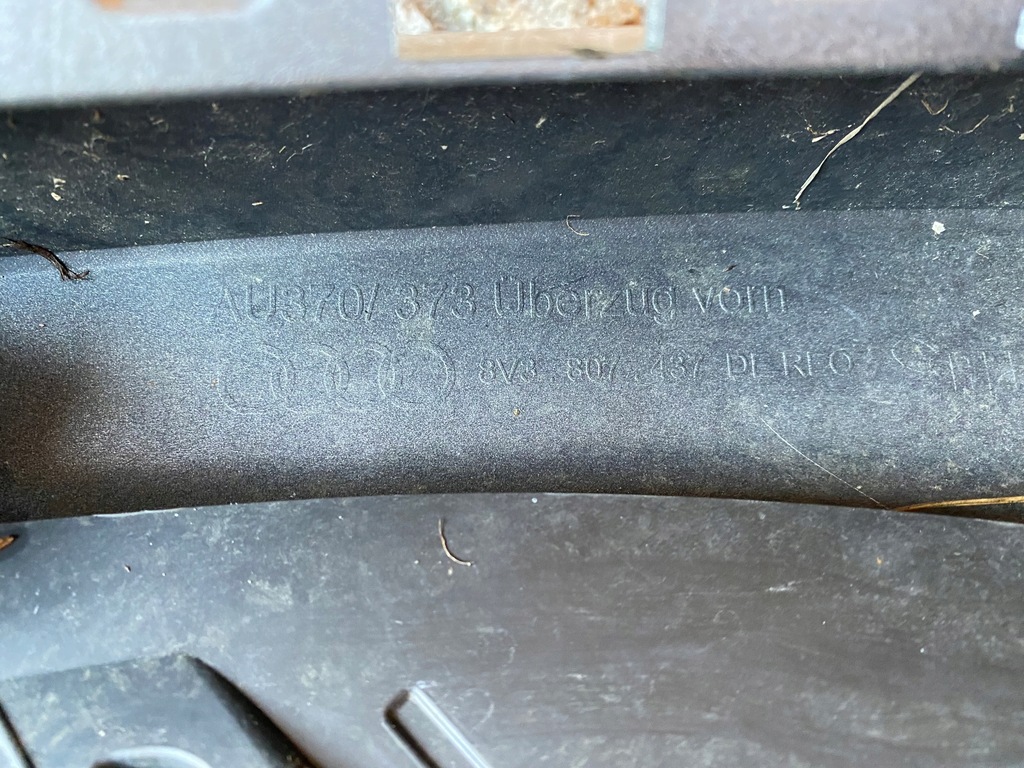 AU370/ 373 Überzug vorn
8V3 . 807 . 437